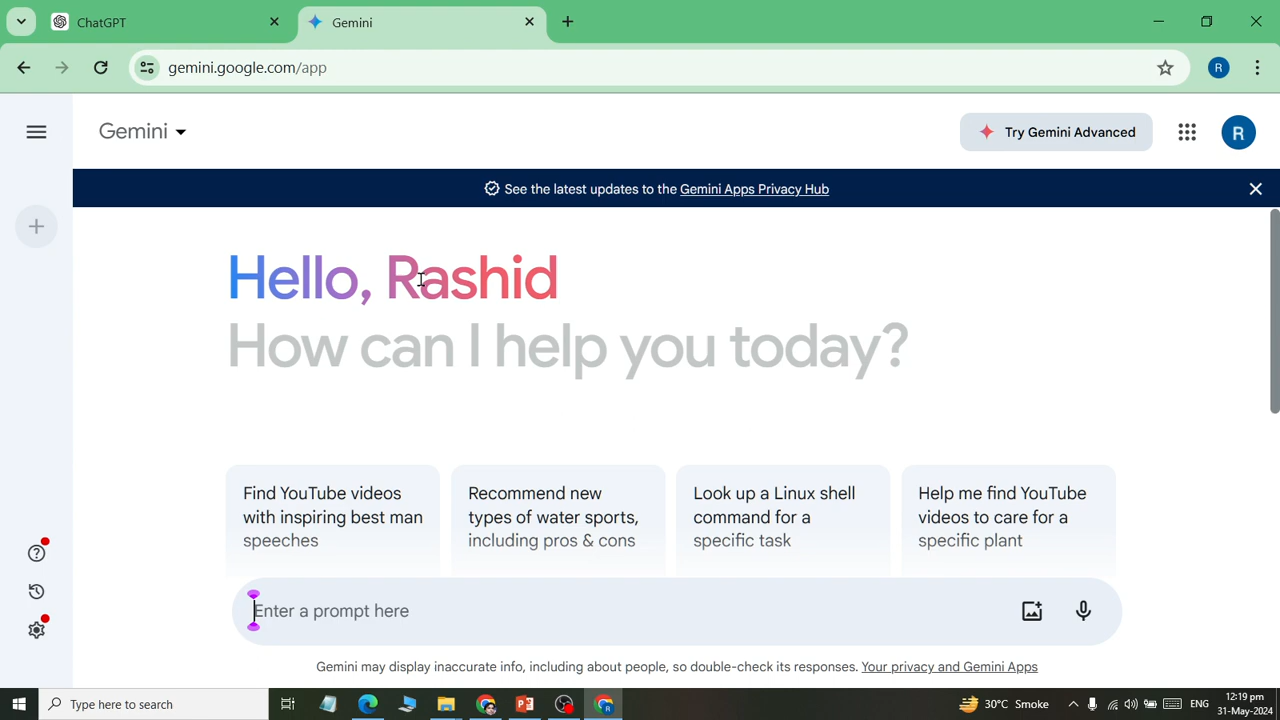 ChatGPT
Gemini
gemini.google.com/app
R
Gemini
Try Gemini Advanced
R
See the latest updates to the Gemini Apps Privacy Hub
Hello, Rashid
How can I help you today?
Find YouTube videos
with inspiring best man
speeches
Recommend new
types of water sports,
including pros & cons
Look up a Linux shell
command for a
specific task
Help me find YouTube
videos to care for a
specific plant
Enter a prompt here
Gemini may display inaccurate info, including about people, so double-check its responses. Your privacy and Gemini Apps
Type here to search
30°C Smoke
ENG
12:19 pm
31-May-2024